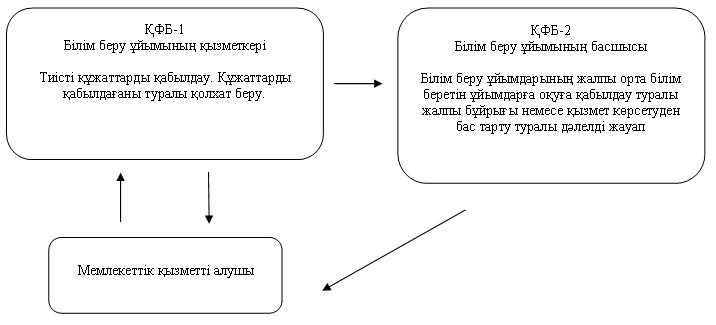 ҚФБ-1
Білім беру ұйымының қызметкері
Тиісті құжаттарды қабылдау. Құжаттарды
қабылдағаны туралы қолхат беру.
ҚФБ-2
Білім беру ұйымының басшысы
Білім беру ұйымдарының жалпы орта білім
беретін ұйымдарға оқуға қабылдау туралы
жалпы бұйрығы немесе қызмет көрсетуден
бас тарту туралы дәлелді жауап
Мемлекеттік қызметті алушы